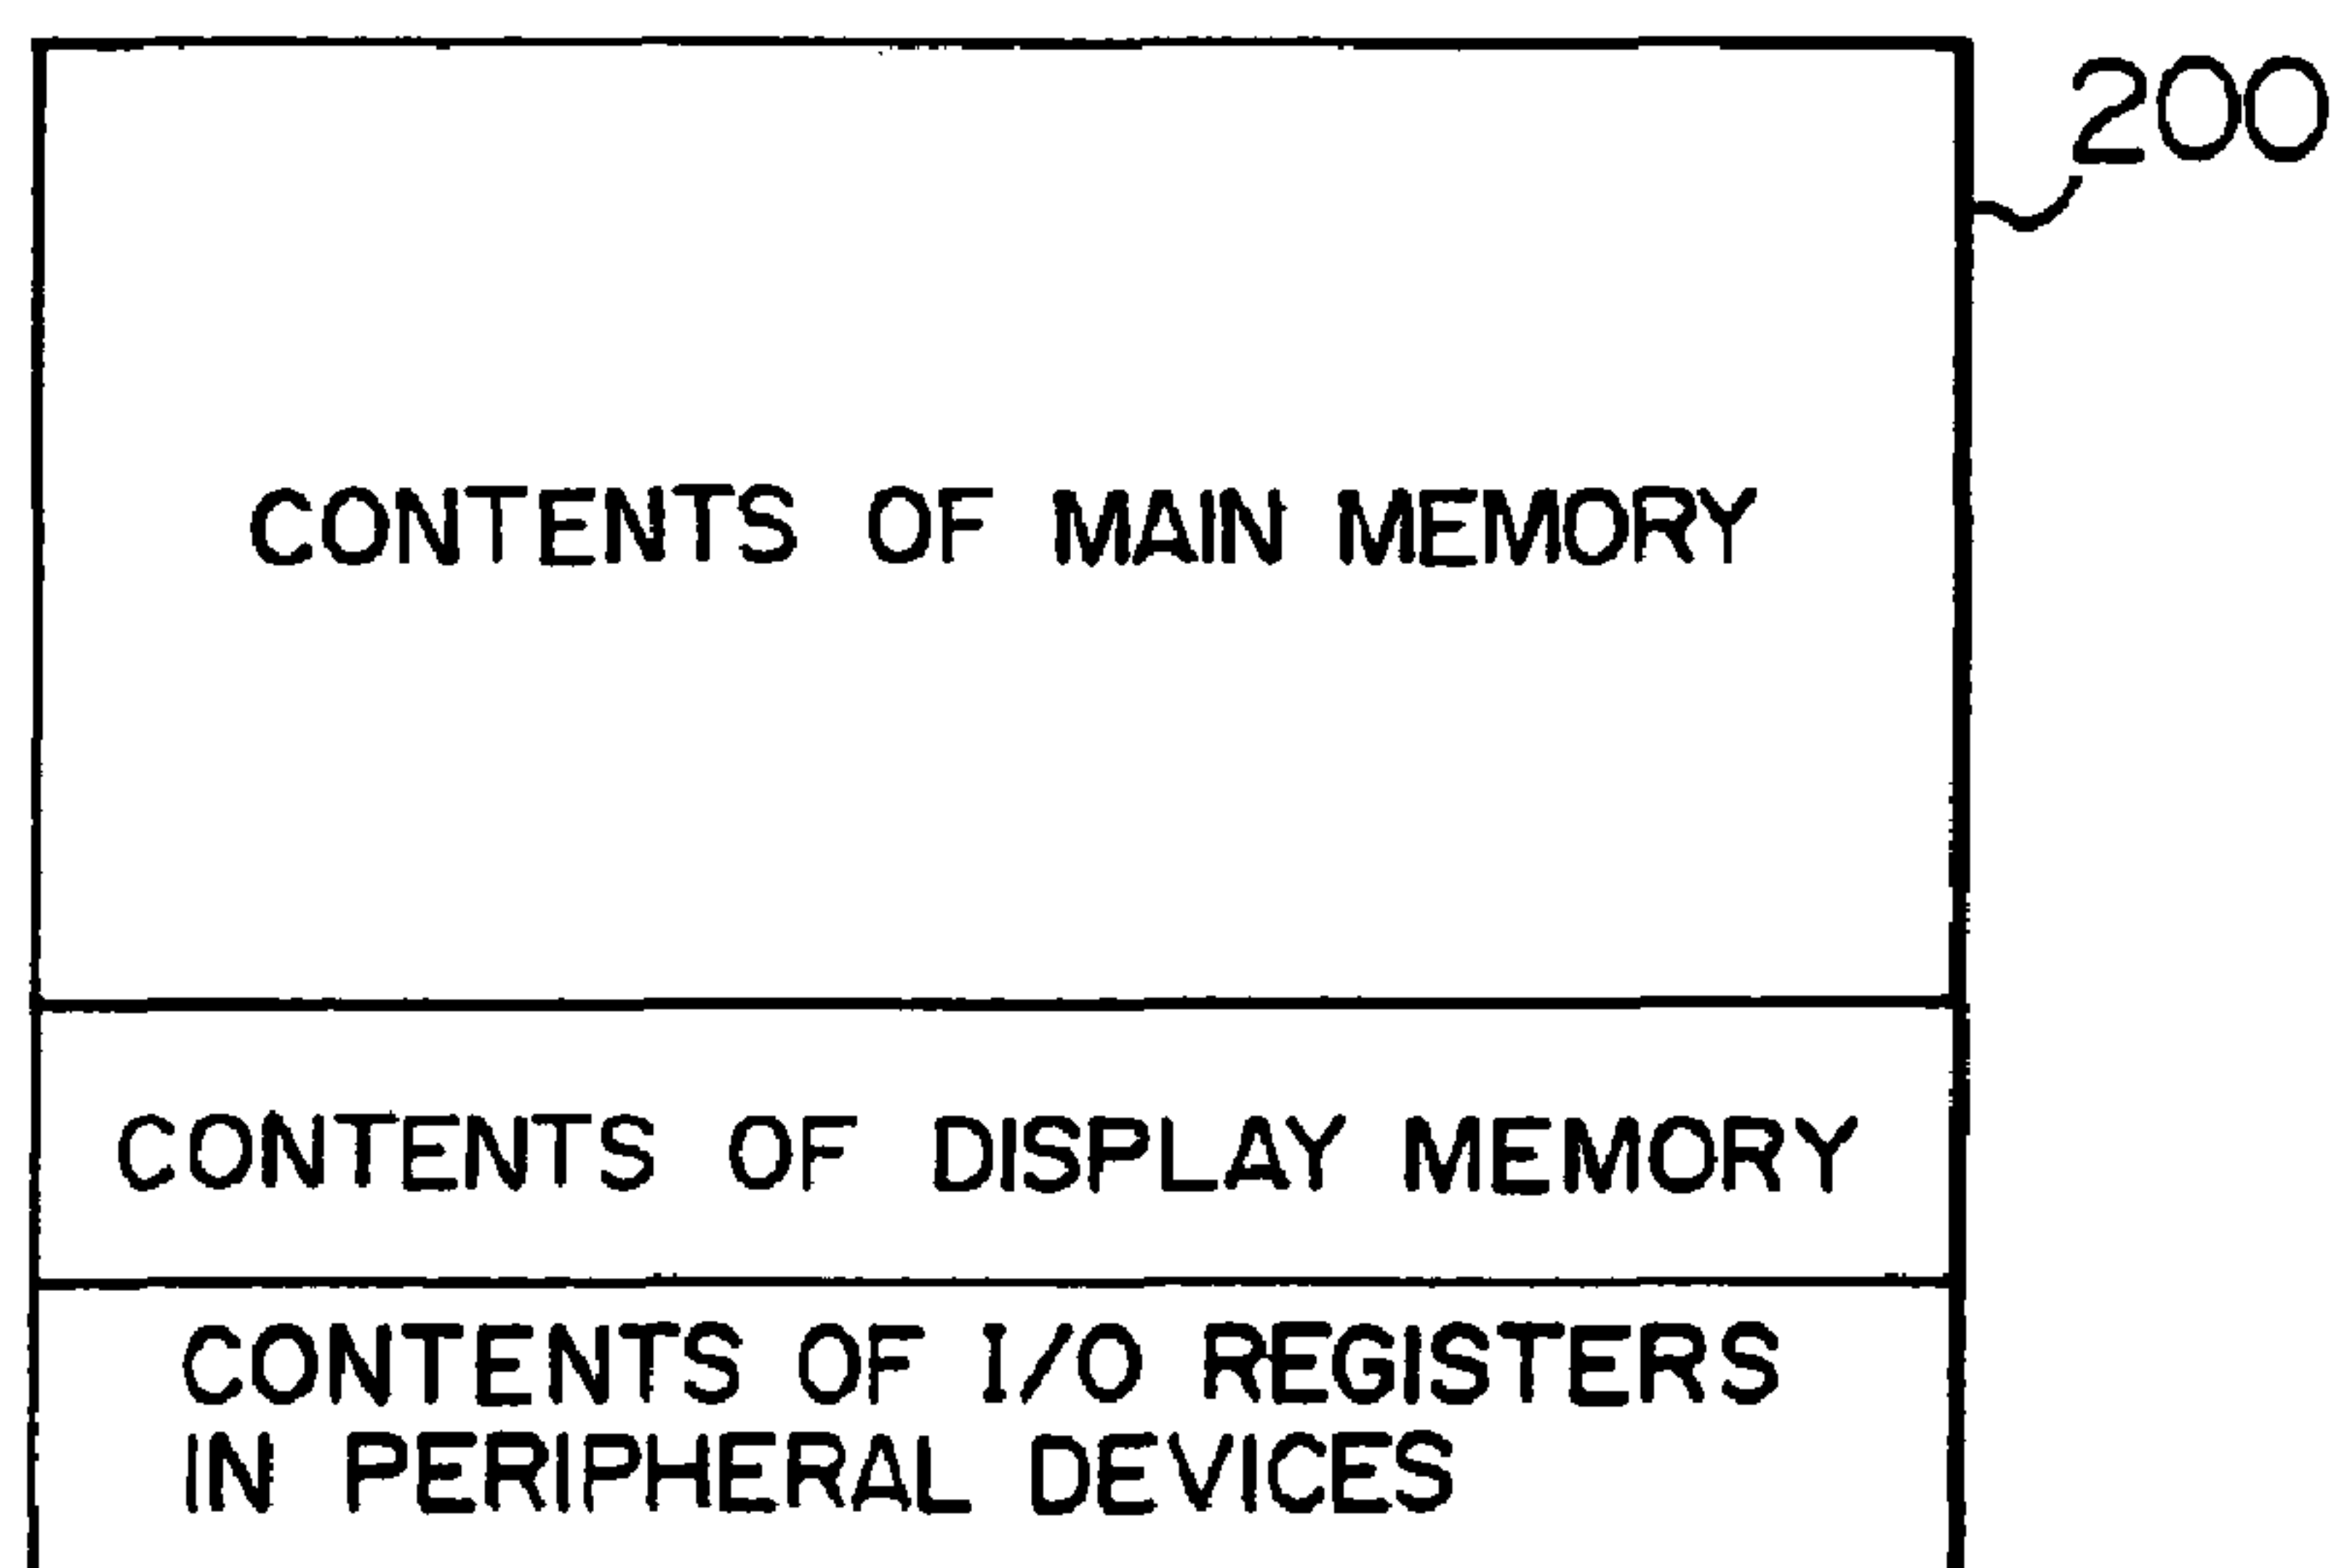 200
CONTENTS OF MAIN MEMORY
CONTENTS OF DISPLAY MEMORY
CONTENTS OF I/O REGISTERS
IN PERIPHERAL DEVICES